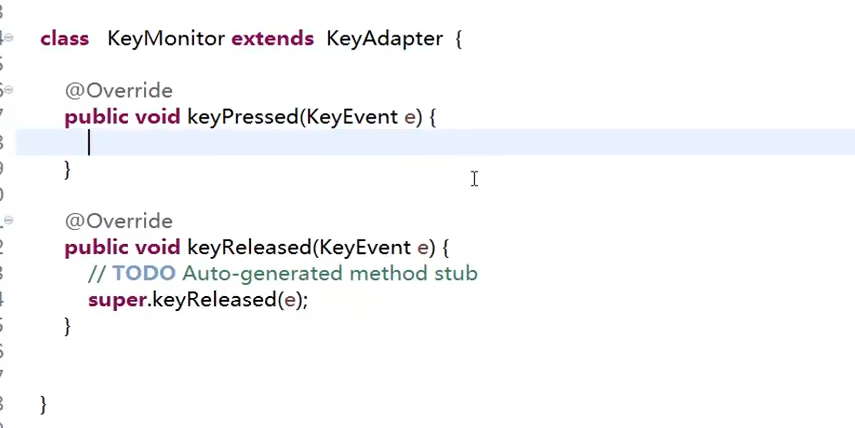 class KeyMonitor extends KeyAdapter {
@Override
public void keyPressed(KeyEvent e) {
}
@Override
public void keyReleased(KeyEvent e) {
// TODO Auto-generated method stub
super.keyReleased(e);
}
}